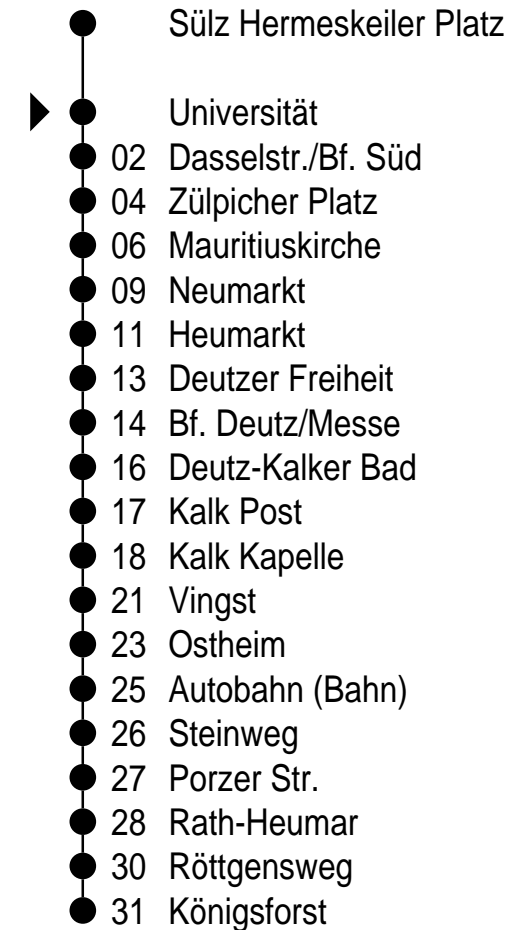 Sülz Hermeskeiler Platz
Universität
02 Dasselstr./Bf. Süd
04 Zülpicher Platz
06 Mauritiuskirche
09 Neumarkt
11 Heumarkt
13 Deutzer Freiheit
14 Bf. Deutz/Messe
16 Deutz-Kalker Bad
17 Kalk Post
18 Kalk Kapelle
21 Vingst
23 Ostheim
25 Autobahn (Bahn)
26 Steinweg
27 Porzer Str.
28 Rath-Heumar
30 Röttgensweg
31 Königsforst